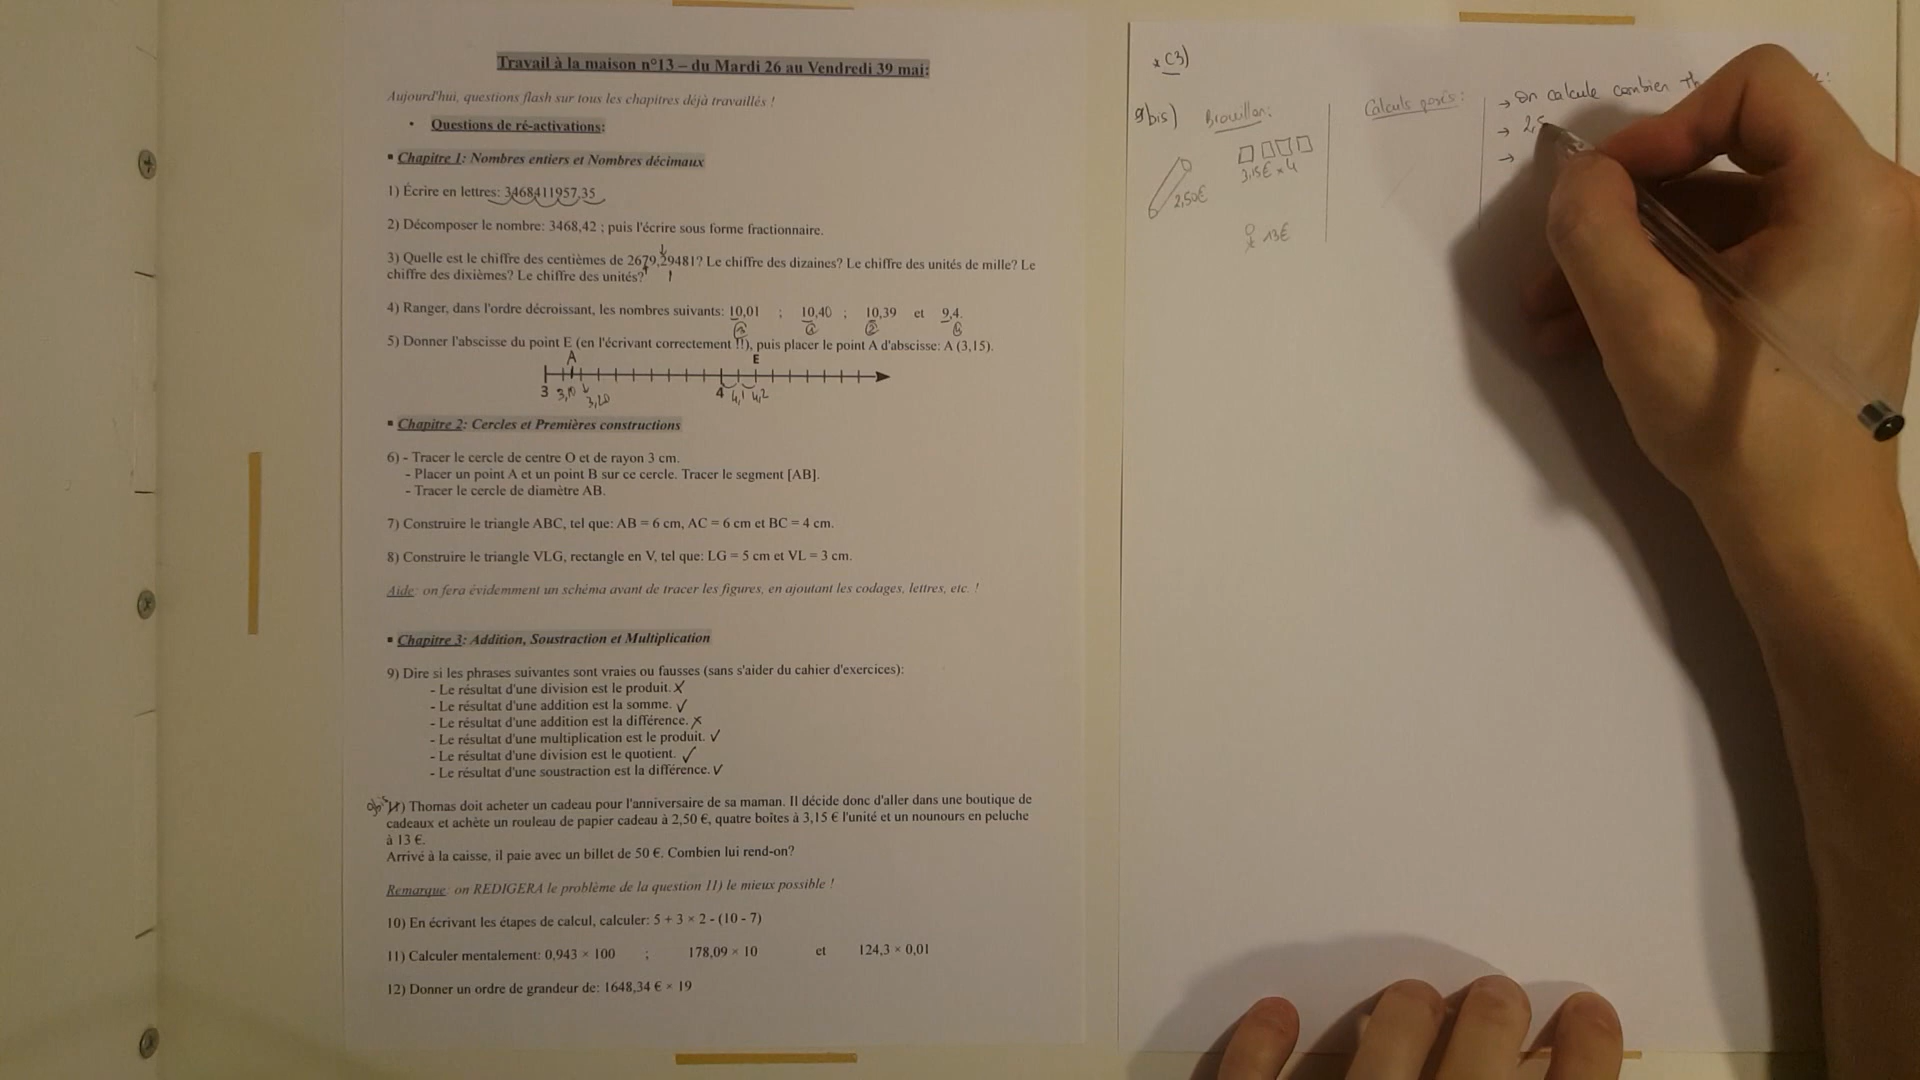 Travail à la maison n°13 – du Mardi 26 au Vendredi 39 mai:
Aujourd'hui, questions flash sur tous les chapitres déjà travaillés !
• Questions de ré-activations:
▪ Chapitre 1: Nombres entiers et Nombres décimaux
1) Écrire en lettres: 3468411957,35
2) Décomposer le nombre: 3468,42 ; puis l'écrire sous forme fractionnaire.
3) Quelle est le chiffre des centièmes de 2679,29481? Le chiffre des dizaines? Le chiffre des unités de mille? Le
chiffre des dixièmes? Le chiffre des unités?
4) Ranger, dans l'ordre décroissant, les nombres suivants: 10,01 ; 10,40 ; 10,39 et 9,4.
5) Donner l'abscisse du point E (en l'écrivant correctement !!), puis placer le point A d'abscisse: A (3,15).
A E
3 3,10 3,20 4 4,1 4,2
▪ Chapitre 2: Cercles et Premières constructions
6) - Tracer le cercle de centre O et de rayon 3 cm.
- Placer un point A et un point B sur ce cercle. Tracer le segment [AB].
- Tracer le cercle de diamètre AB.
7) Construire le triangle ABC, tel que: AB = 6 cm, AC = 6 cm et BC = 4 cm.
8) Construire le triangle VLG, rectangle en V, tel que: LG = 5 cm et VL = 3 cm.
Aide: on fera évidemment un schéma avant de tracer les figures, en ajoutant les codages, lettres, etc. !
▪ Chapitre 3: Addition, Soustraction et Multiplication
9) Dire si les phrases suivantes sont vraies ou fausses (sans s'aider du cahier d'exercices):
- Le résultat d'une division est le produit. ✗
- Le résultat d'une addition est la somme. ✓
- Le résultat d'une addition est la différence. ✗
- Le résultat d'une multiplication est le produit. ✓
- Le résultat d'une division est le quotient. ✓
- Le résultat d'une soustraction est la différence. ✓
9bis) Thomas doit acheter un cadeau pour l'anniversaire de sa maman. Il décide donc d'aller dans une boutique de
cadeaux et achète un rouleau de papier cadeau à 2,50 €, quatre boîtes à 3,15 € l'unité et un nounours en peluche
à 13 €.
Arrivé à la caisse, il paie avec un billet de 50 €. Combien lui rend-on?
Remarque: on REDIGERA le problème de la question 11) le mieux possible !
10) En écrivant les étapes de calcul, calculer: 5 + 3 × 2 - (10 - 7)
11) Calculer mentalement: 0,943 × 100 ; 178,09 × 10 et 124,3 × 0,01
12) Donner un ordre de grandeur de: 1648,34 € × 19
* C3)
9bis) Brouillon:
2,50€
3,15€ × 4
13€
Calculs posés:
→ On calcule combien
→ 2,5
→